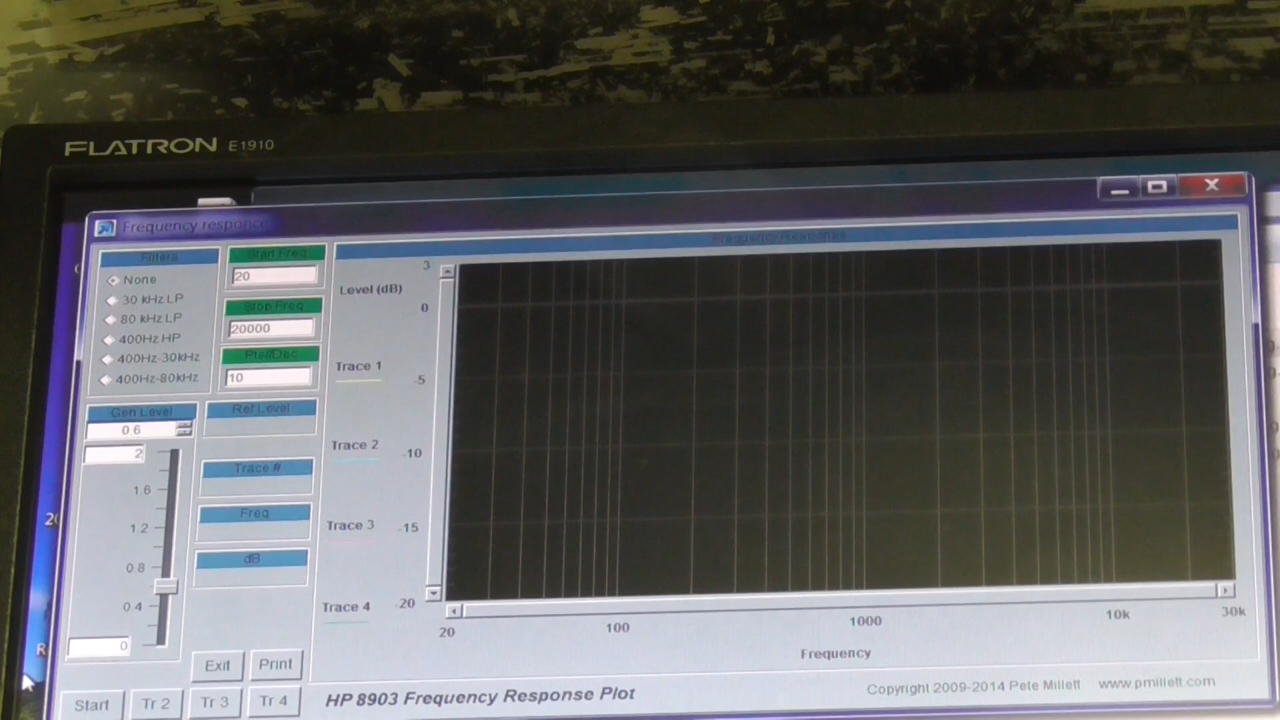 FLATRON E1910
Frequency responce
Filters
None
30 kHz LP
80 kHz LP
400Hz HP
400Hz-30kHz
400Hz-80kHz
Start Freq
20
Stop Freq
20000
Pts/Dec
10
Gen Level
0.6
2
1.6
1.2
0.8
0.4
0
Ref Level
Trace #
Freq
dB
Exit
Print
Start
Tr 2
Tr 3
Tr 4
Frequency Response
Level (dB)
Trace 1
Trace 2
Trace 3
Trace 4
3
0
-5
-10
-15
-20
20
100
1000
10k
30k
Frequency
HP 8903 Frequency Response Plot
Copyright 2009-2014 Pete Millett www.pmillett.com